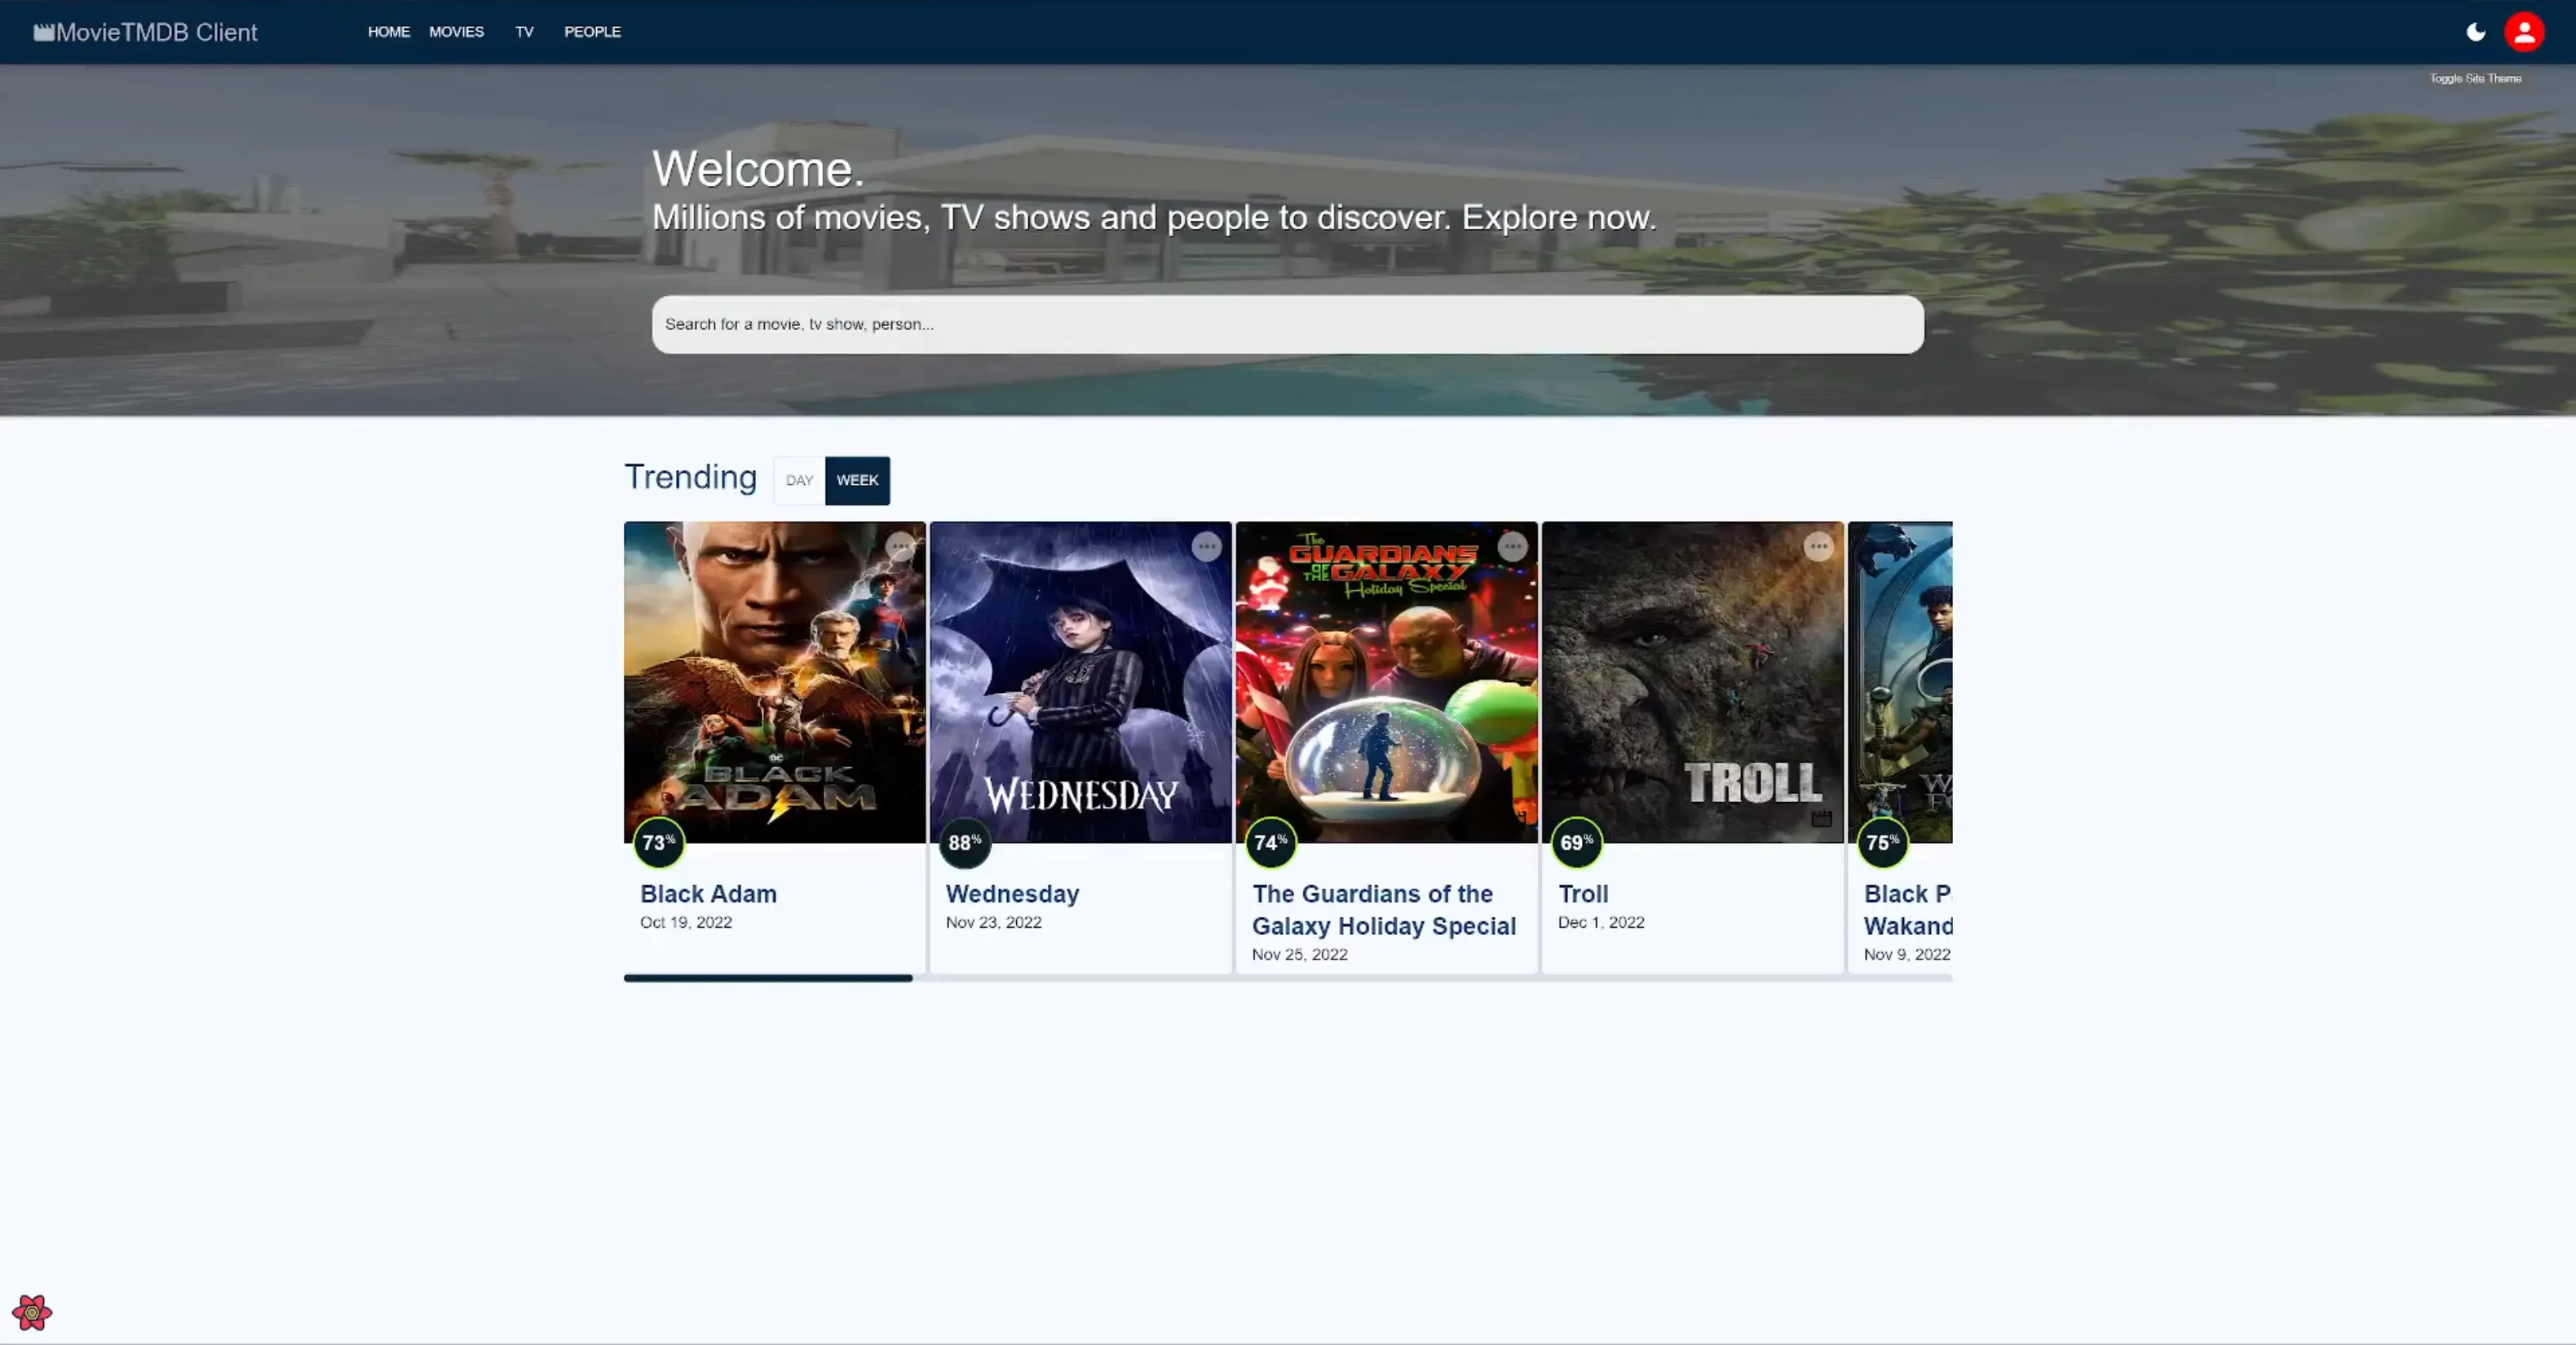 MovieTMDB Client
HOME MOVIES TV PEOPLE
Toggle Site Theme
Welcome.
Millions of movies, TV shows and people to discover. Explore now.
Search for a movie, tv show, person...
Trending
DAY WEEK
DC
BLACK
ADAM
73%
Black Adam
Oct 19, 2022
WEDNESDAY
88%
Wednesday
Nov 23, 2022
The
GUARDIANS
OF THE GALAXY
Holiday Special
74%
The Guardians of the
Galaxy Holiday Special
Nov 25, 2022
TROLL
69%
Troll
Dec 1, 2022
75%
Black P
Wakand
Nov 9, 2022